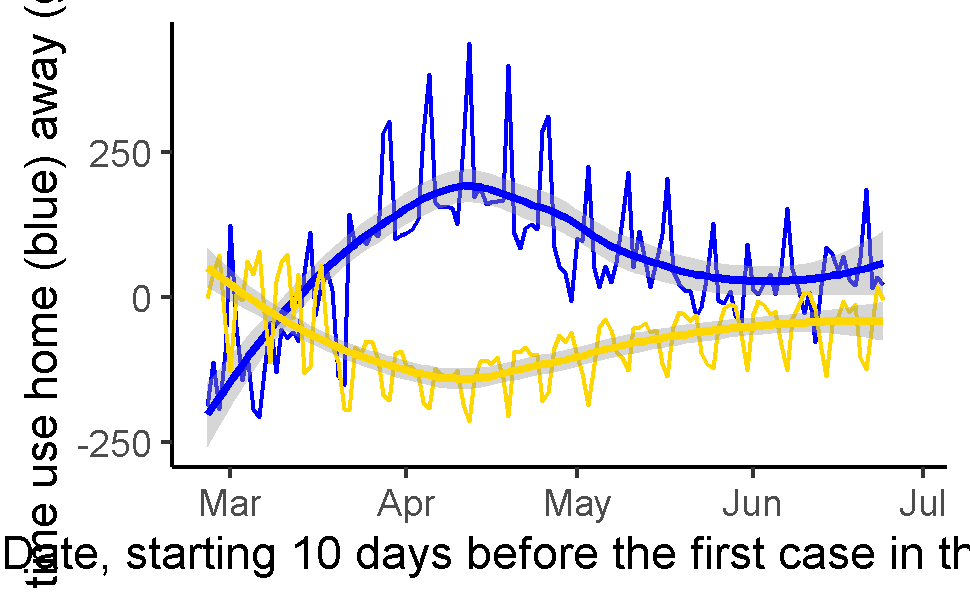 time use home (blue) away (
250
0
-250
Mar Apr May Jun Jul
Date, starting 10 days before the first case in th